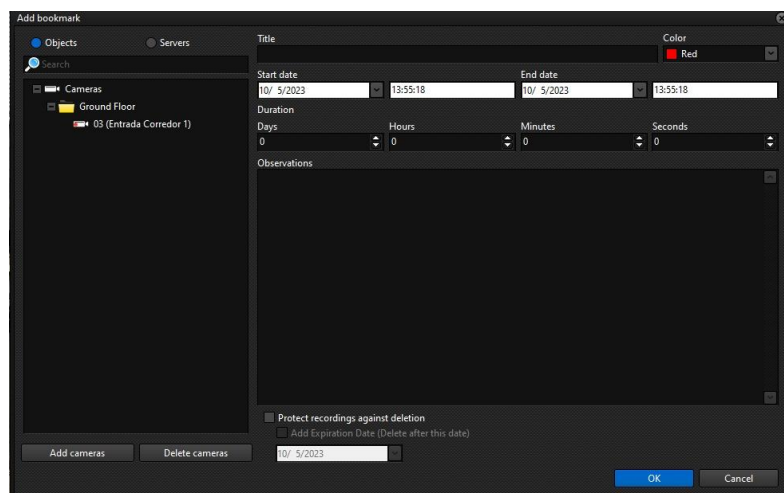 Add bookmark
Objects Servers
Search
Cameras
Ground Floor
03 (Entrada Corredor 1)
Add cameras Delete cameras
Title Color
Red
Start date End date
10/ 5/2023 13:55:18 10/ 5/2023 13:55:18
Duration
Days Hours Minutes Seconds
0 0 0 0
Observations
Protect recordings against deletion
Add Expiration Date (Delete after this date)
10/ 5/2023
OK Cancel